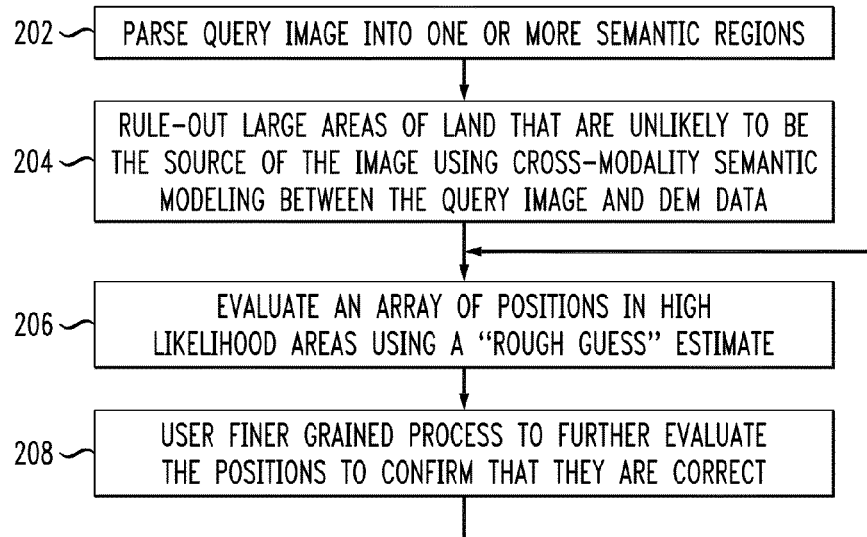 202 PARSE QUERY IMAGE INTO ONE OR MORE SEMANTIC REGIONS
RULE-OUT LARGE AREAS OF LAND THAT ARE UNLIKELY TO BE
204 THE SOURCE OF THE IMAGE USING CROSS-MODALITY SEMANTIC
MODELING BETWEEN THE QUERY IMAGE AND DEM DATA
206 EVALUATE AN ARRAY OF POSITIONS IN HIGH
LIKELIHOOD AREAS USING A “ROUGH GUESS” ESTIMATE
208 USER FINER GRAINED PROCESS TO FURTHER EVALUATE
THE POSITIONS TO CONFIRM THAT THEY ARE CORRECT